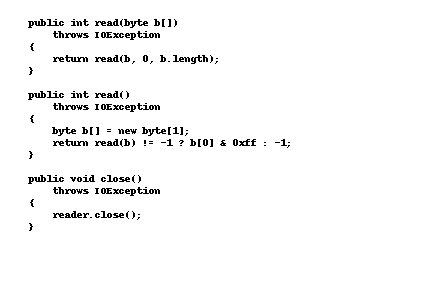 public int read(byte b[])
    throws IOException
{
    return read(b, 0, b.length);
}

public int read()
    throws IOException
{
    byte b[] = new byte[1];
    return read(b) != -1 ? b[0] & 0xff : -1;
}

public void close()
    throws IOException
{
    reader.close();
}